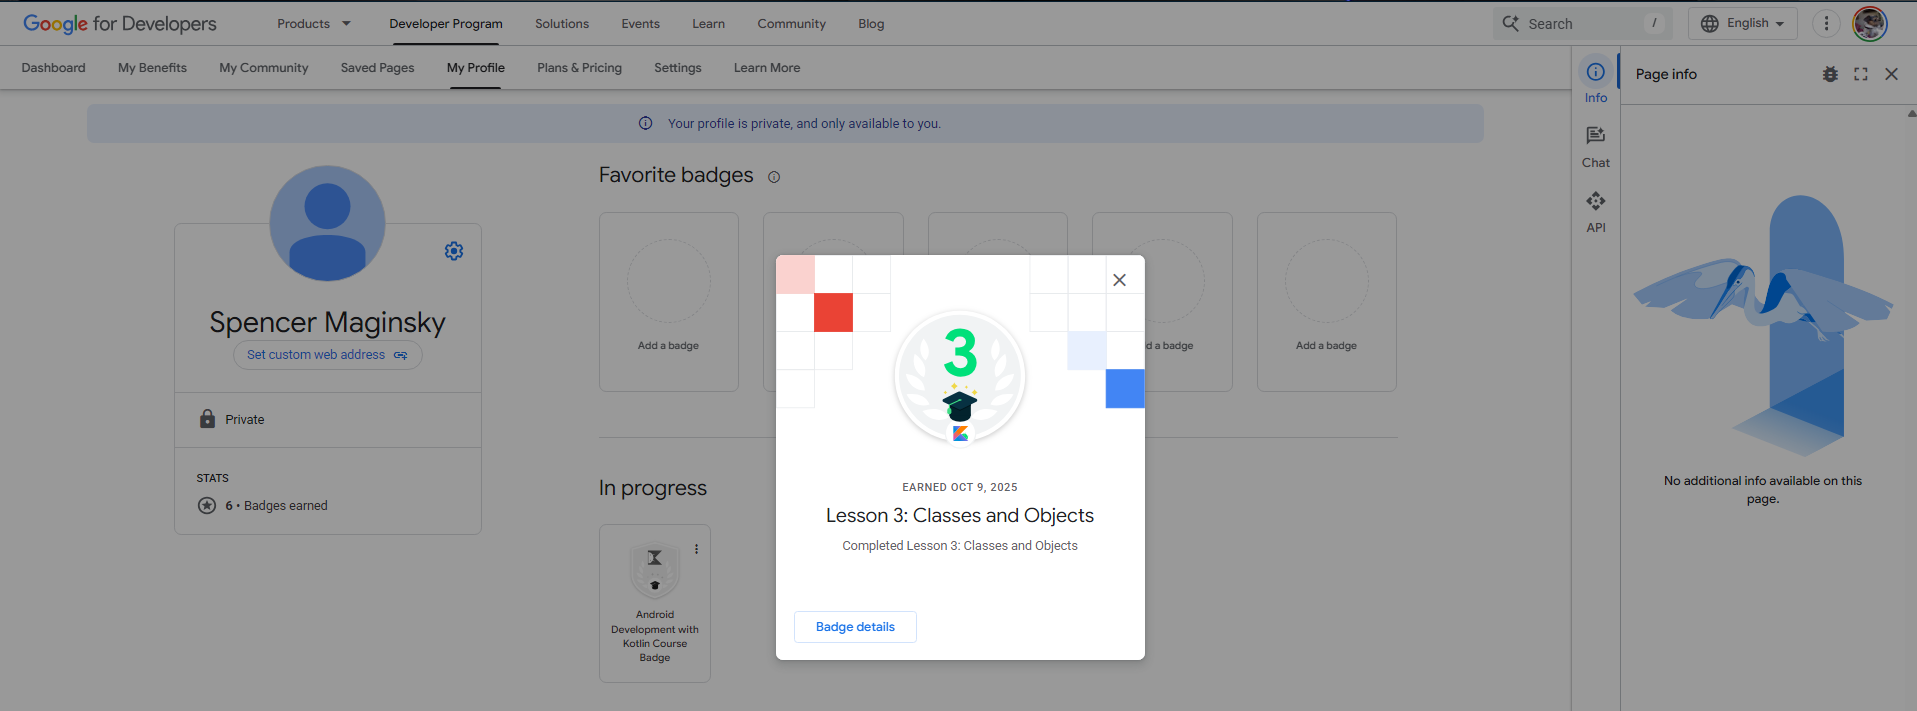 Google for Developers
Products
Developer Program
Solutions
Events
Learn
Community
Blog
Search
/
English
Dashboard
My Benefits
My Community
Saved Pages
My Profile
Plans & Pricing
Settings
Learn More
Info
Chat
API
Page info
No additional info available on this
page.
Your profile is private, and only available to you.
Spencer Maginsky
Set custom web address
Private
STATS
6 • Badges earned
Favorite badges
Add a badge
d a badge
Add a badge
In progress
Android
Development with
Kotlin Course
Badge
3
EARNED OCT 9, 2025
Lesson 3: Classes and Objects
Completed Lesson 3: Classes and Objects
Badge details